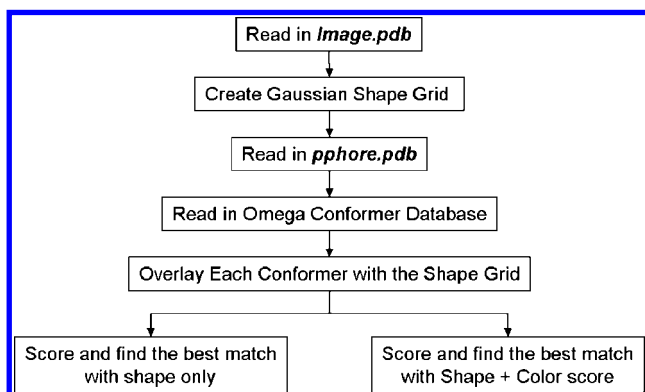 Read in Image.pdb
Create Gaussian Shape Grid
Read in pphore.pdb
Read in Omega Conformer Database
Overlay Each Conformer with the Shape Grid
Score and find the best match
with shape only
Score and find the best match
with Shape + Color score